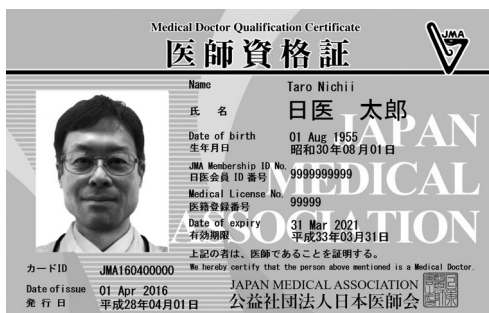 Medical Doctor Qualification Certificate
医師資格証
JMA
Name Taro Nichii
氏 名 日医 太郎
Date of birth 01 Aug 1955
生年月日 昭和30年08月01日
JMA Membership ID No.
日医会員 ID 番号 9999999999
Medical License No.
医籍登録番号 99999
Date of expiry 31 Mar 2021
有効期限 平成33年03月31日
上記の者は、医師であることを証明する。
We hereby certify that the person above mentioned is a Medical Doctor.
カードID JMA160400000
Date of issue 01 Apr 2016
発 行 日 平成28年04月01日
JAPAN MEDICAL ASSOCIATION
公益社団法人日本医師会
JAPAN
MEDICAL
ASSOCIATION